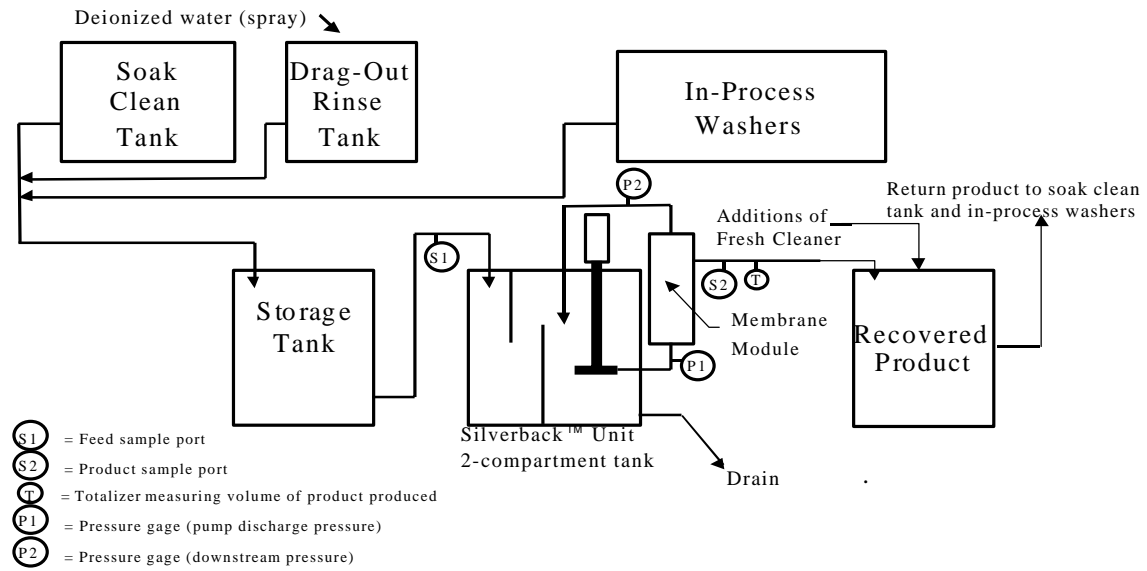 Deionized water (spray)
Soak
Clean
Tank
Drag-Out
Rinse
Tank
In-Process
Washers
P2
Return product to soak clean
tank and in-process washers
Additions of
Fresh Cleaner
S1
S2
T
Storage
Tank
Membrane
Module
P1
Recovered
Product
Silverback™ Unit
2-compartment tank
Drain
.
S1 = Feed sample port
S2 = Product sample port
T = Totalizer measuring volume of product produced
P1 = Pressure gage (pump discharge pressure)
P2 = Pressure gage (downstream pressure)